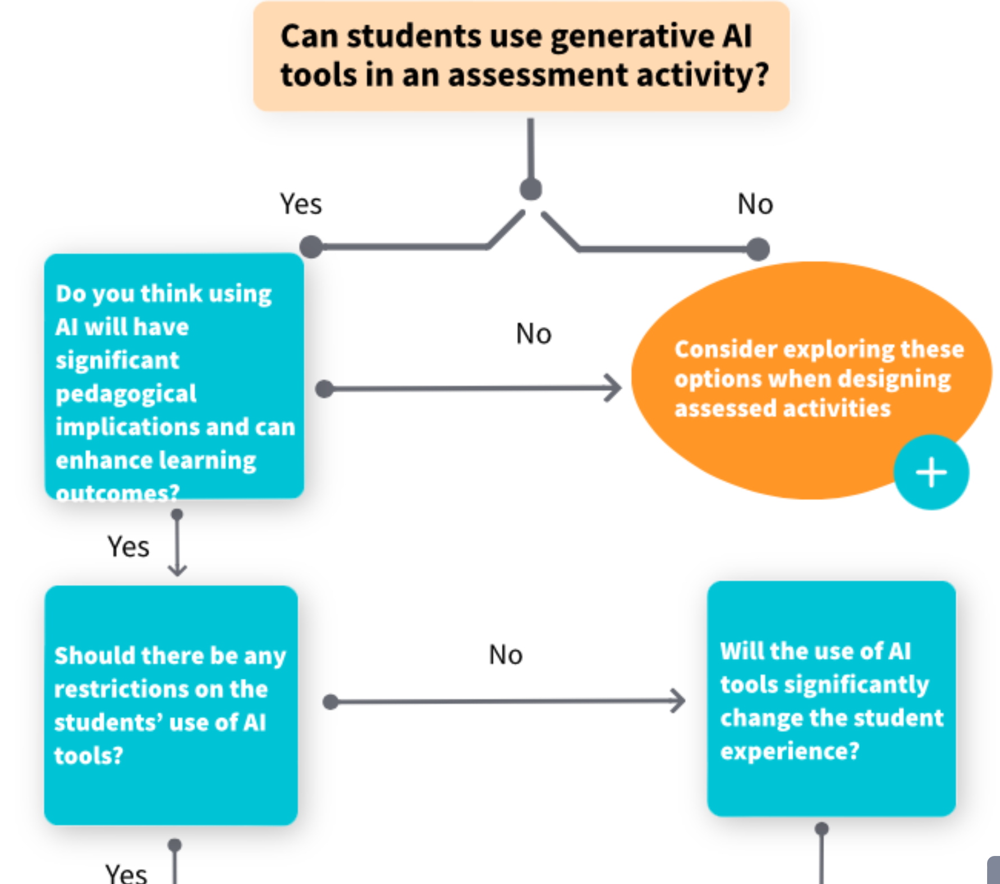 Can students use generative AI
tools in an assessment activity?
Yes
No
Do you think using
AI will have
significant
pedagogical
implications and can
enhance learning
outcomes?
No
Consider exploring these
options when designing
assessed activities
+
Yes
Should there be any
restrictions on the
students’ use of AI
tools?
No
Will the use of AI
tools significantly
change the student
experience?
Yes